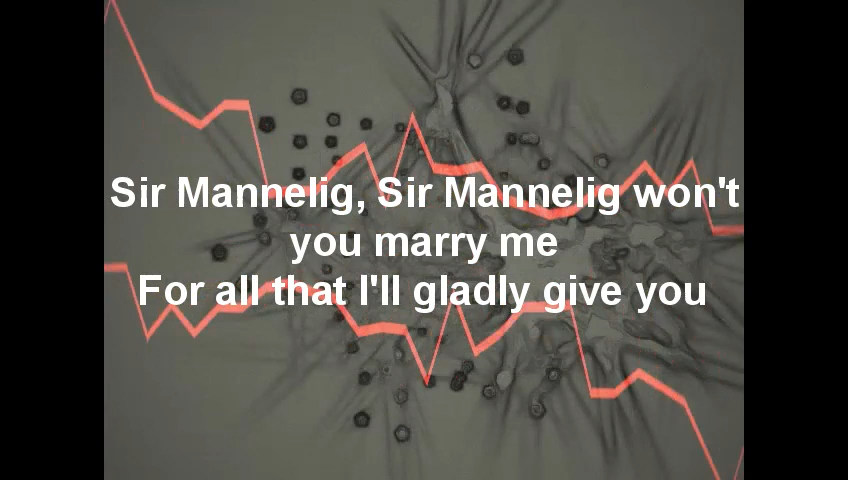 Sir Mannelig, Sir Mannelig won't
you marry me
For all that I'll gladly give you